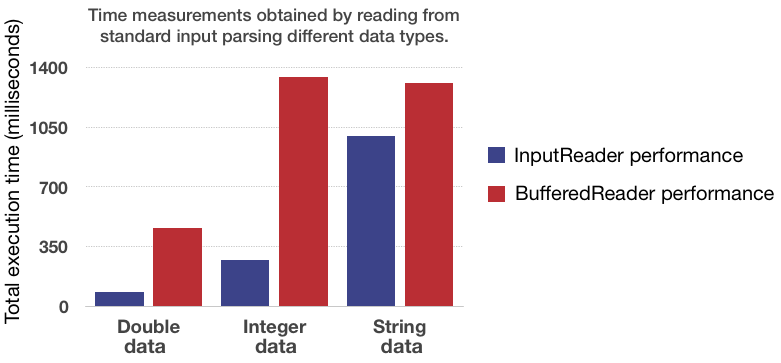 Time measurements obtained by reading from
standard input parsing different data types.
Total execution time (milliseconds)
1400
1050
700
350
0
Double
data
Integer
data
String
data
InputReader performance
BufferedReader performance